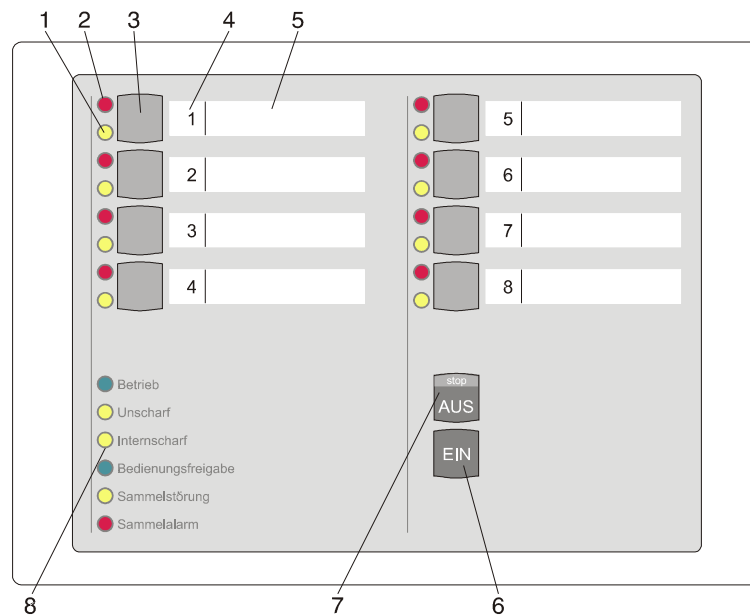 1 2 3 4 5
1 5
2 6
3 7
4 8
Betrieb
Unscharf
Internscharf
Bedienungsfreigabe
Sammelstörung
Sammelalarm
stop
AUS
EIN
8 7 6